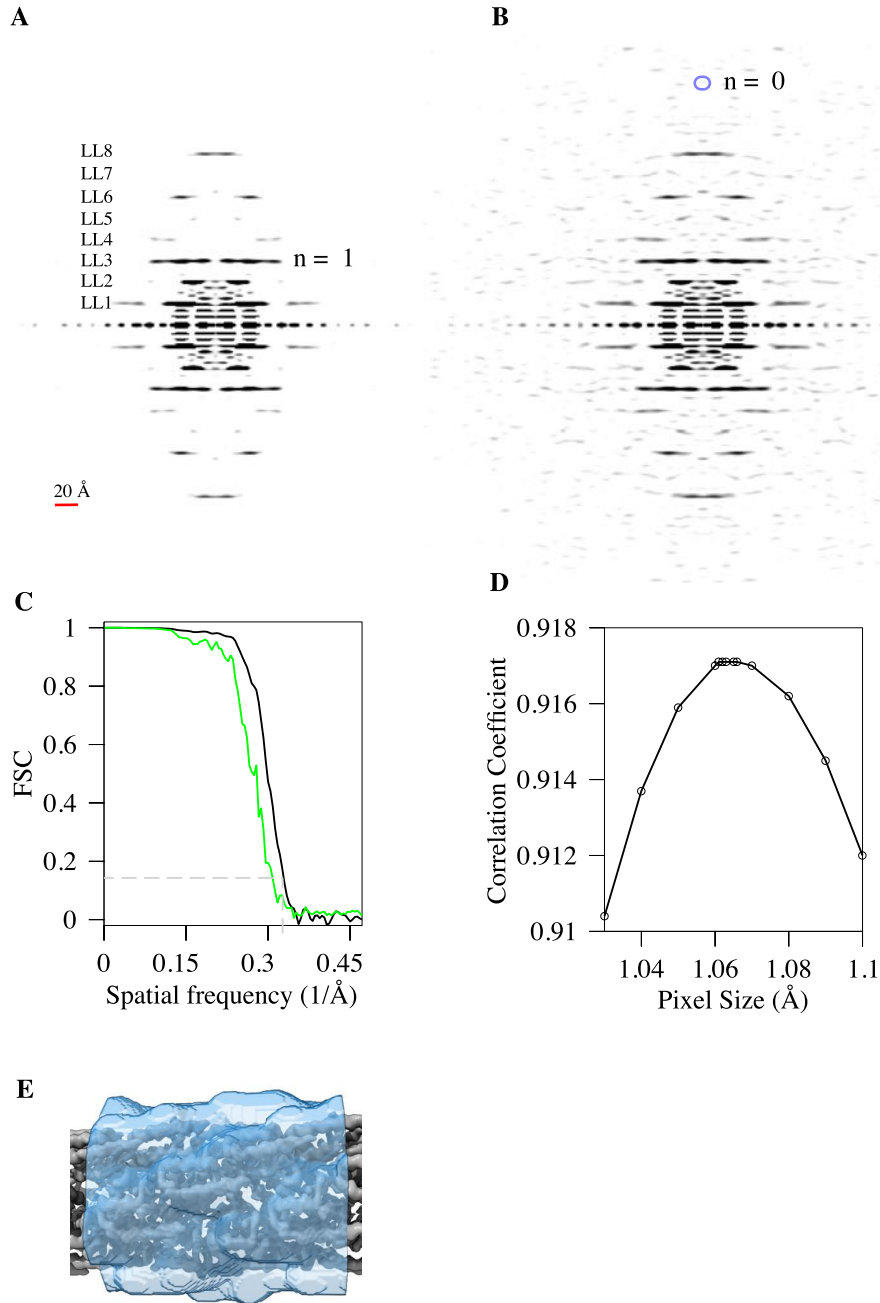 A
B
n = 0
LL8
LL7
LL6
LL5
LL4
LL3
n = 1
LL2
LL1
20 Å
C
1
0.8
0.6
0.4
0.2
0
FSC
0
0.15
0.3
0.45
Spatial frequency (1/Å)
D
0.918
0.916
0.914
0.912
0.91
Correlation Coefficient
1.04
1.06
1.08
1.1
Pixel Size (Å)
E